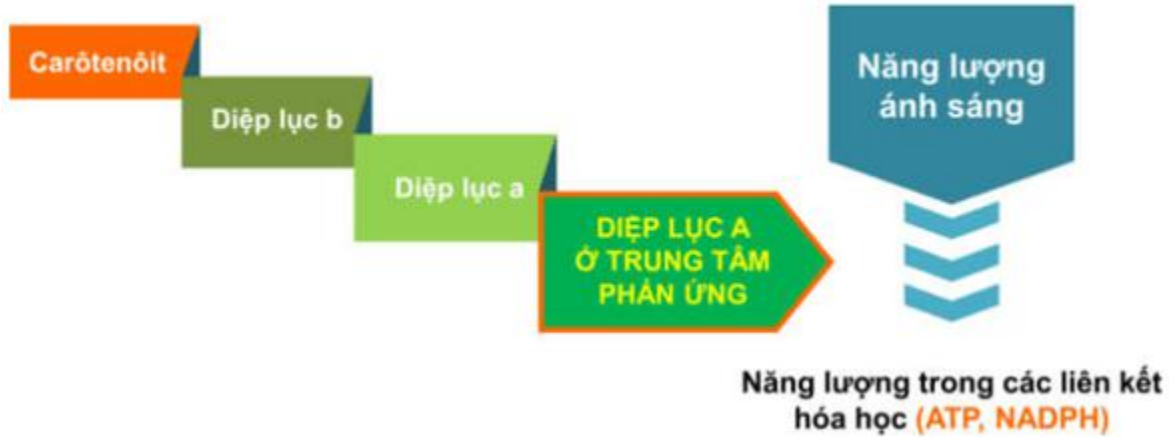 Carôtenôit
Diệp lục b
Diệp lục a
DIỆP LỤC A
Ở TRUNG TÂM
PHẢN ỨNG
Năng lượng
ánh sáng
Năng lượng trong các liên kết
hóa học (ATP, NADPH)